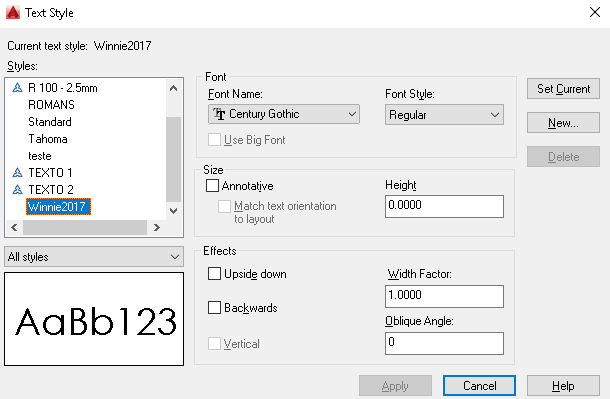 Text Style
Current text style: Winnie2017
Styles:
R 100 - 2.5mm
ROMANS
Standard
Tahoma
teste
TEXTO 1
TEXTO 2
Winnie2017
All styles
AaBb123
Font
Font Name:
Century Gothic
Font Style:
Regular
Use Big Font
Size
Annotative
Match text orientation
to layout
Height
0.0000
Effects
Upside down
Backwards
Vertical
Width Factor:
1.0000
Oblique Angle:
0
Set Current
New...
Delete
Apply
Cancel
Help